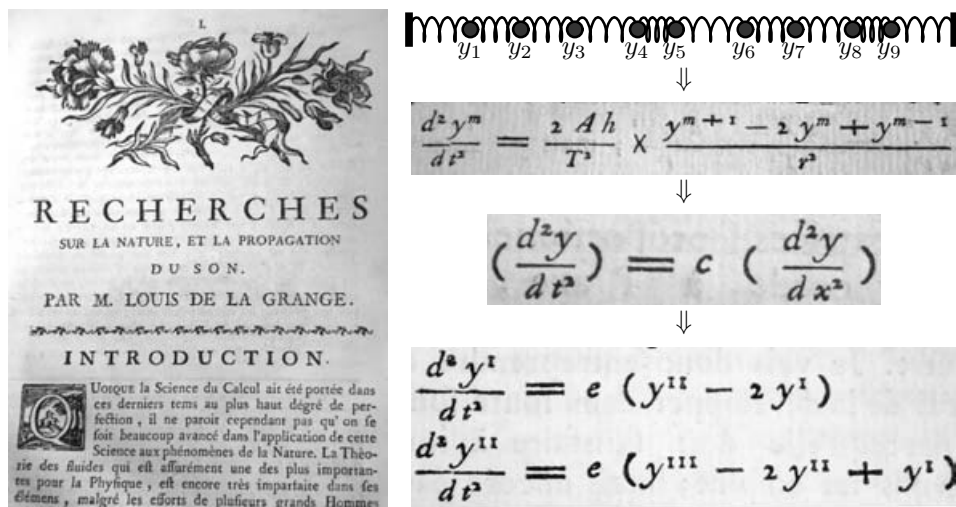 I.
RECHERCHES
SUR LA NATURE, ET LA PROPAGATION
DU SON.
PAR M. LOUIS DE LA GRANGE.
INTRODUCTION.
QUOIQUE la Science du Calcul ait été portée dans
ces derniers tems au plus haut dégré de per-
fection, il ne paroit cependant pas qu'on se
soit beaucoup avancé dans l'application de cette
Science aux phénomènes de la Nature. La Théo-
rie des fluides qui est assurément une des plus importan-
tes pour la Physique, est encore très imparfaite dans ses
élémens, malgré les efforts de plusieurs grands Hommes
y1 y2 y3 y4 y5 y6 y7 y8 y9
⇓
d²y^m/dt² = 2Ah/T² × (y^{m+1} − 2y^m + y^{m−1})/r²
⇓
(d²y/dt²) = c (d²y/dx²)
⇓
d²y^I/dt² = e (y^II − 2y^I)
d²y^II/dt² = e (y^III − 2y^II + y^I)